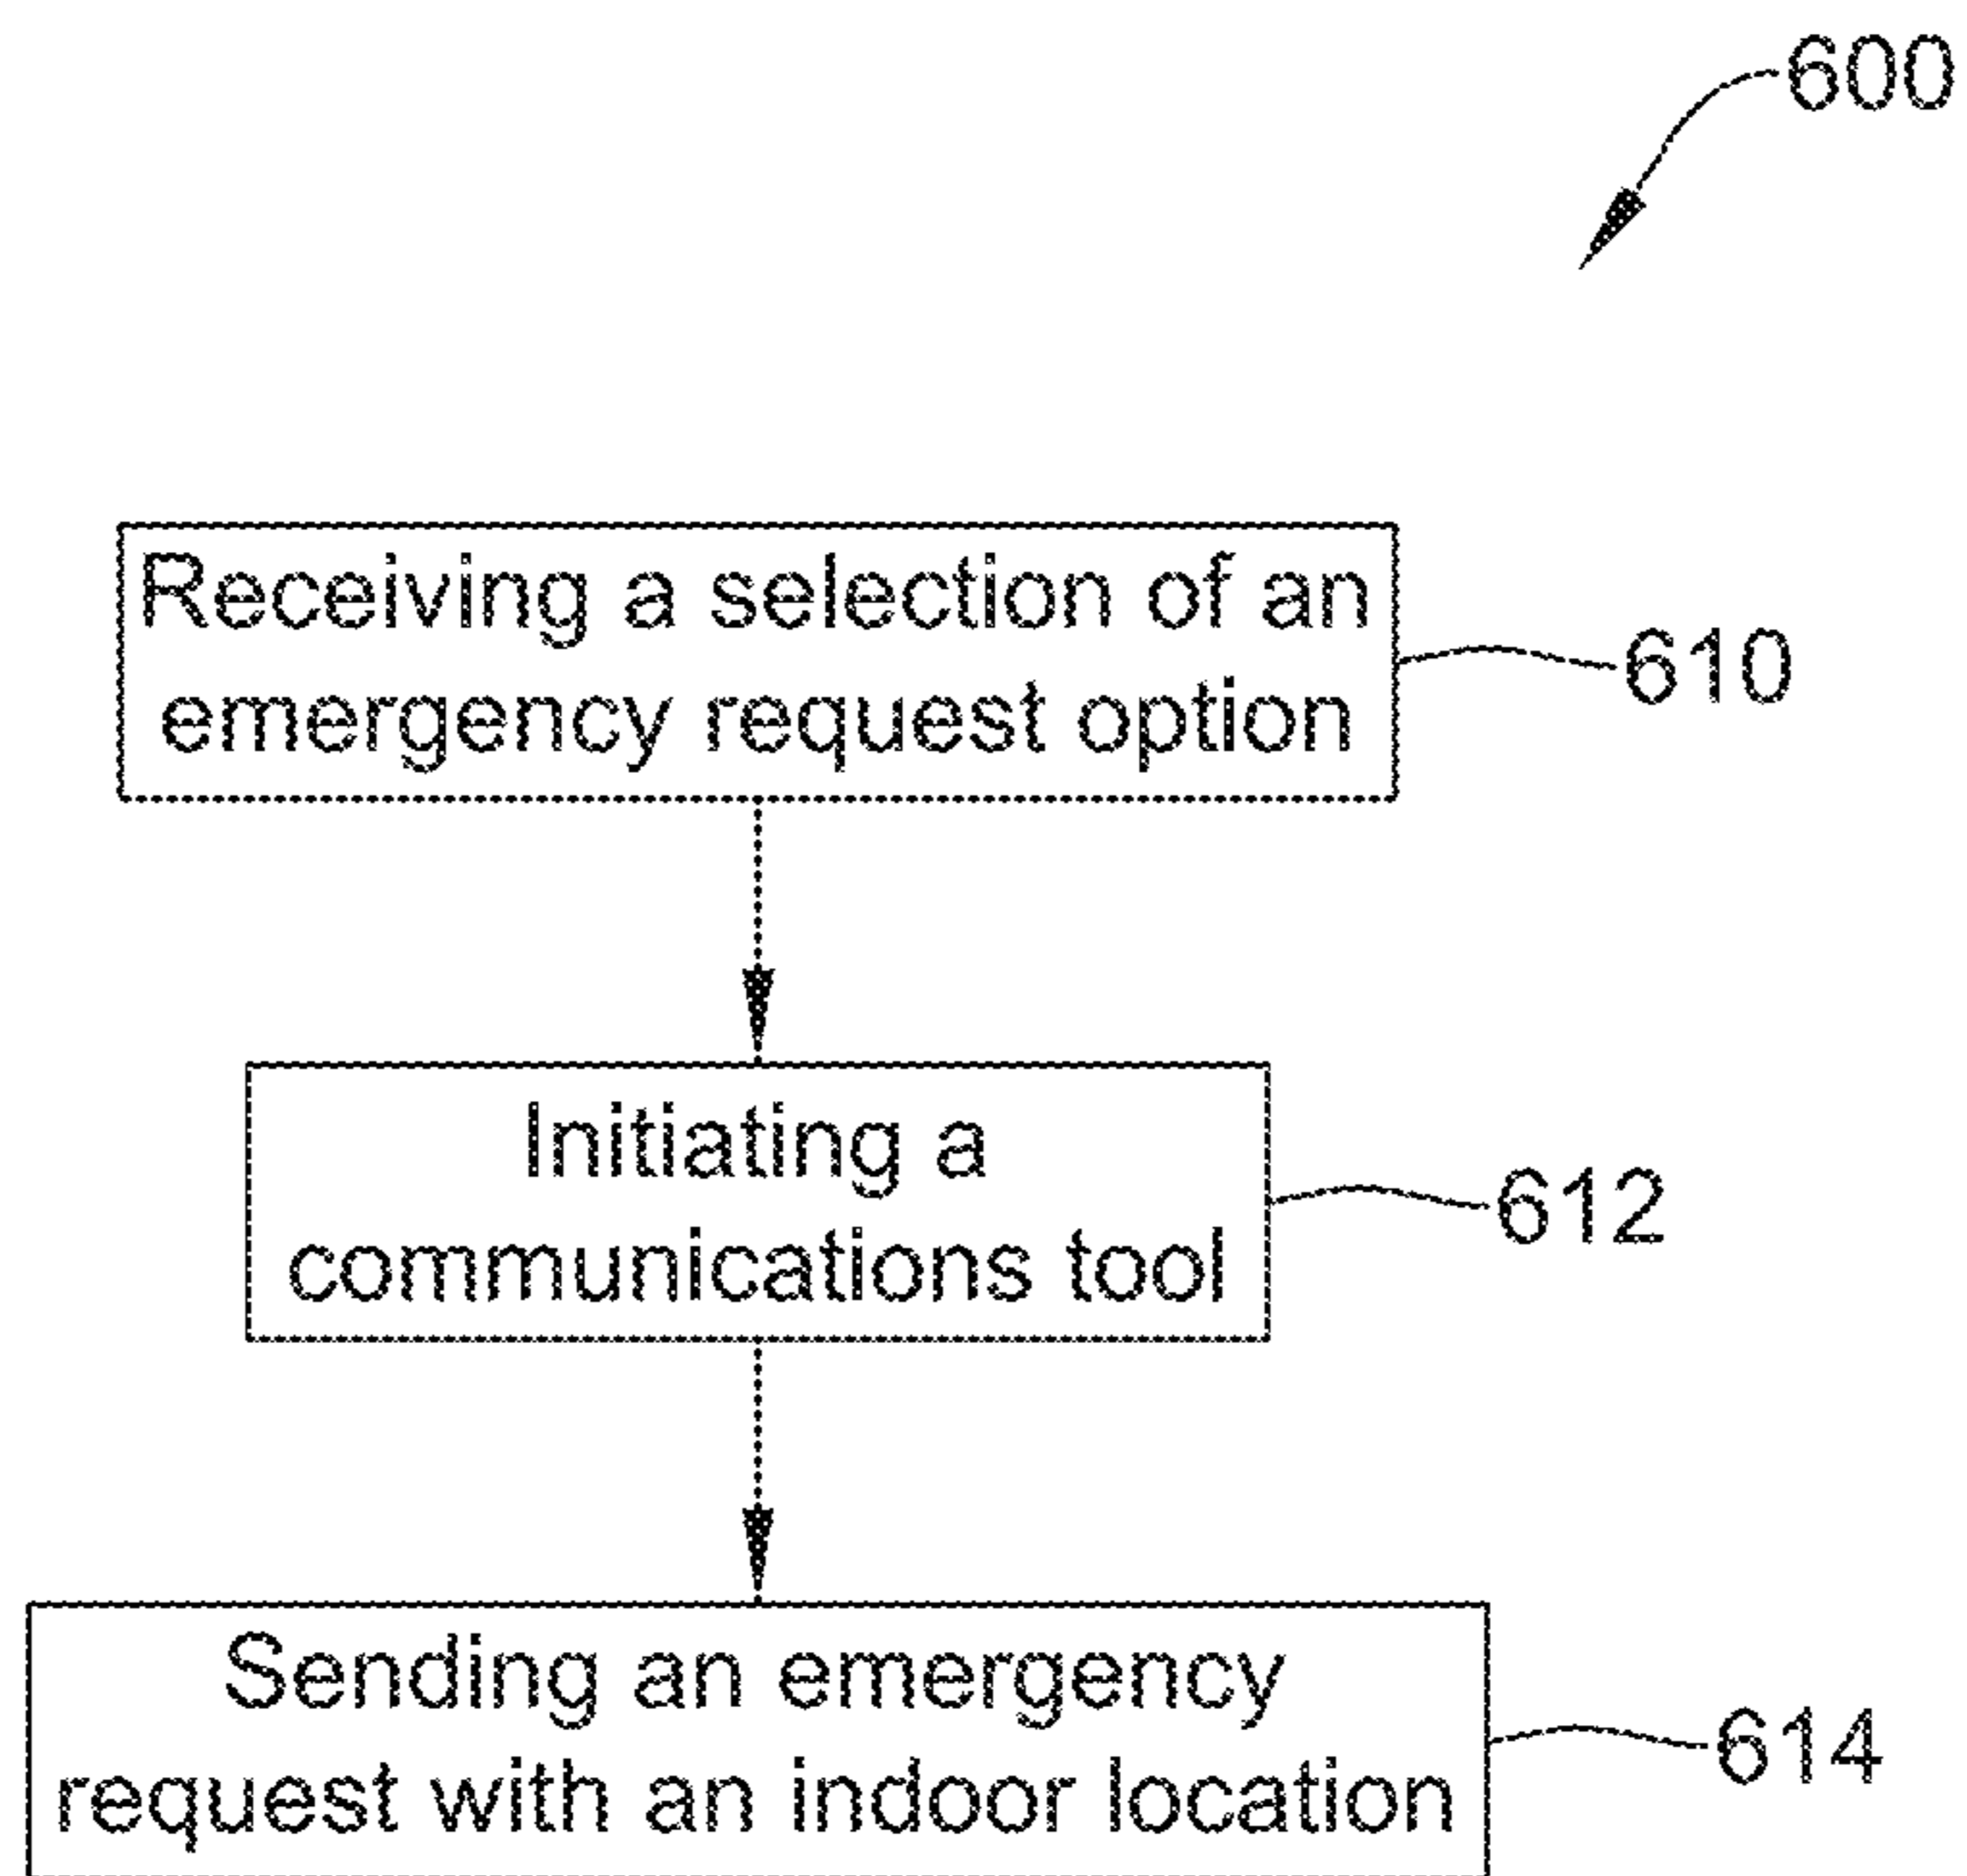 600
Receiving a selection of an
emergency request option
610
Initiating a
communications tool
612
Sending an emergency
request with an indoor location
614